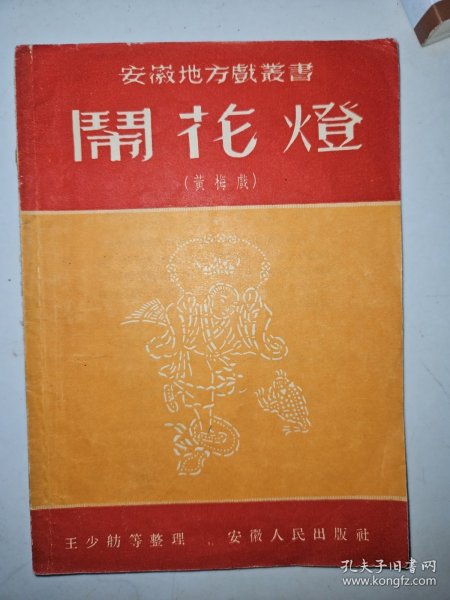 安徽地方戲叢書
鬧花燈
（黃梅戲）
王少舫等整理 安徽人民出版社
孔夫子旧书网
www.kongfz.com